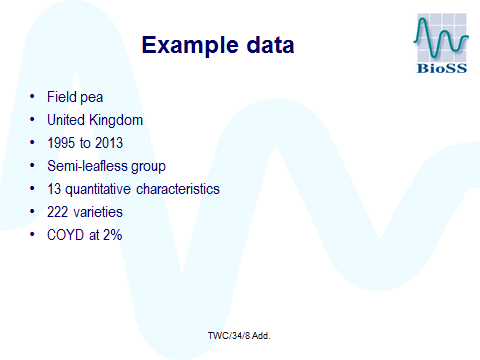 Example data
BioSS
• Field pea
• United Kingdom
• 1995 to 2013
• Semi-leafless group
• 13 quantitative characteristics
• 222 varieties
• COYD at 2%
TWC/34/8 Add.